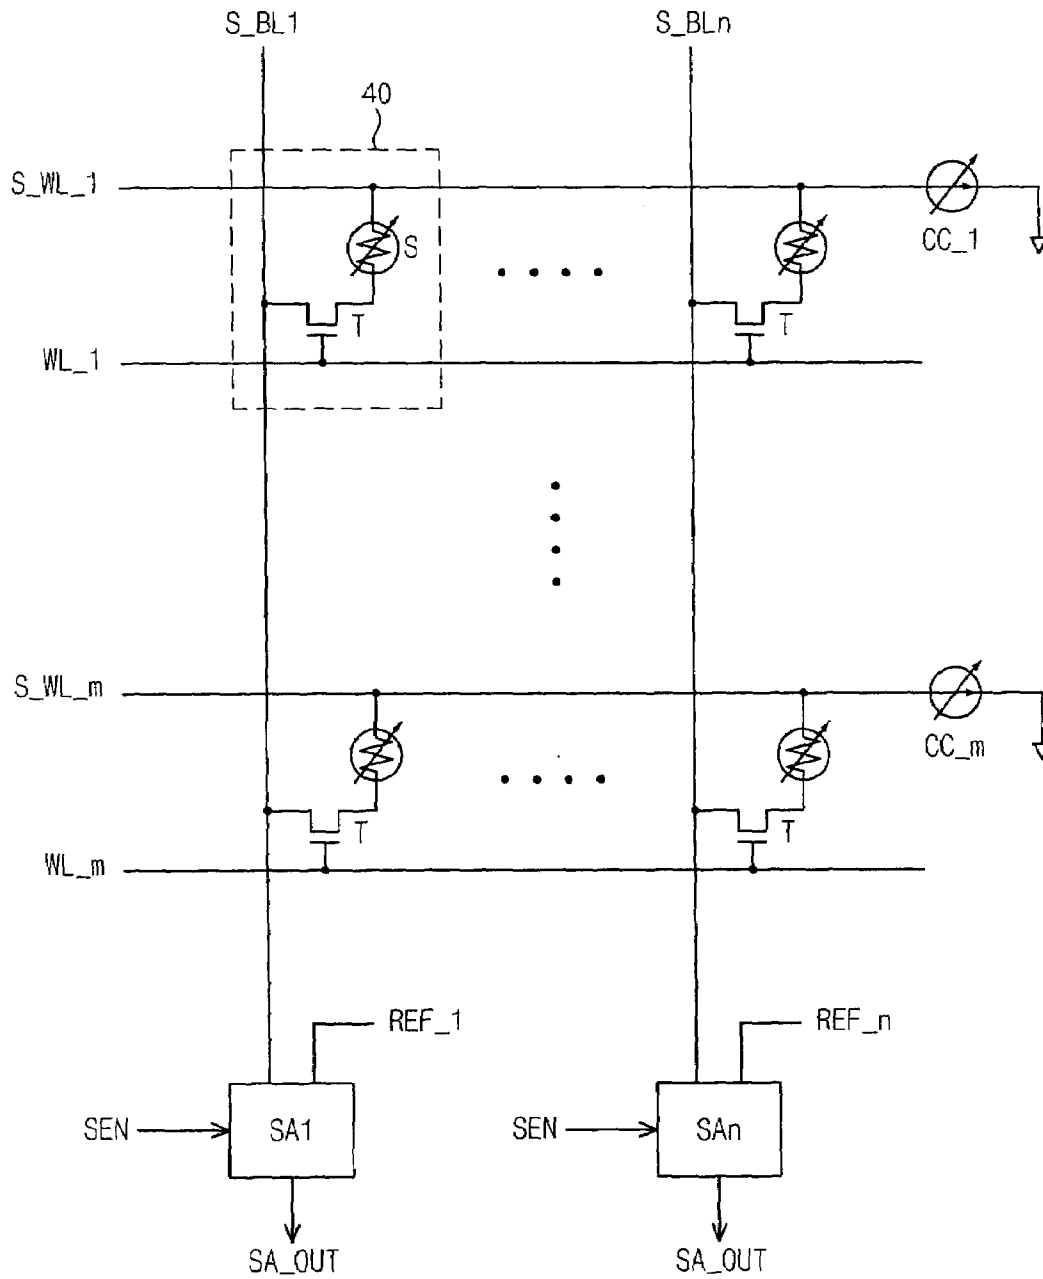 S_BL1 S_BLn
40
S_WL_1
S
CC_1
T T
WL_1
S_WL_m
CC_m
T T
WL_m
REF_1 REF_n
SEN SA1 SEN SAn
SA_OUT SA_OUT